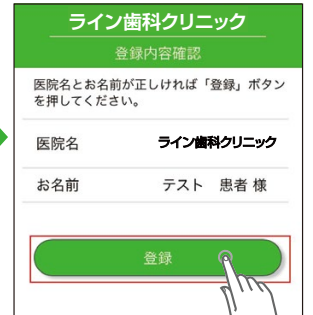 ライン歯科クリニック
登録内容確認
医院名とお名前が正しければ「登録」ボタン
を押してください。
医院名 ライン歯科クリニック
お名前 テスト 患者 様
登録